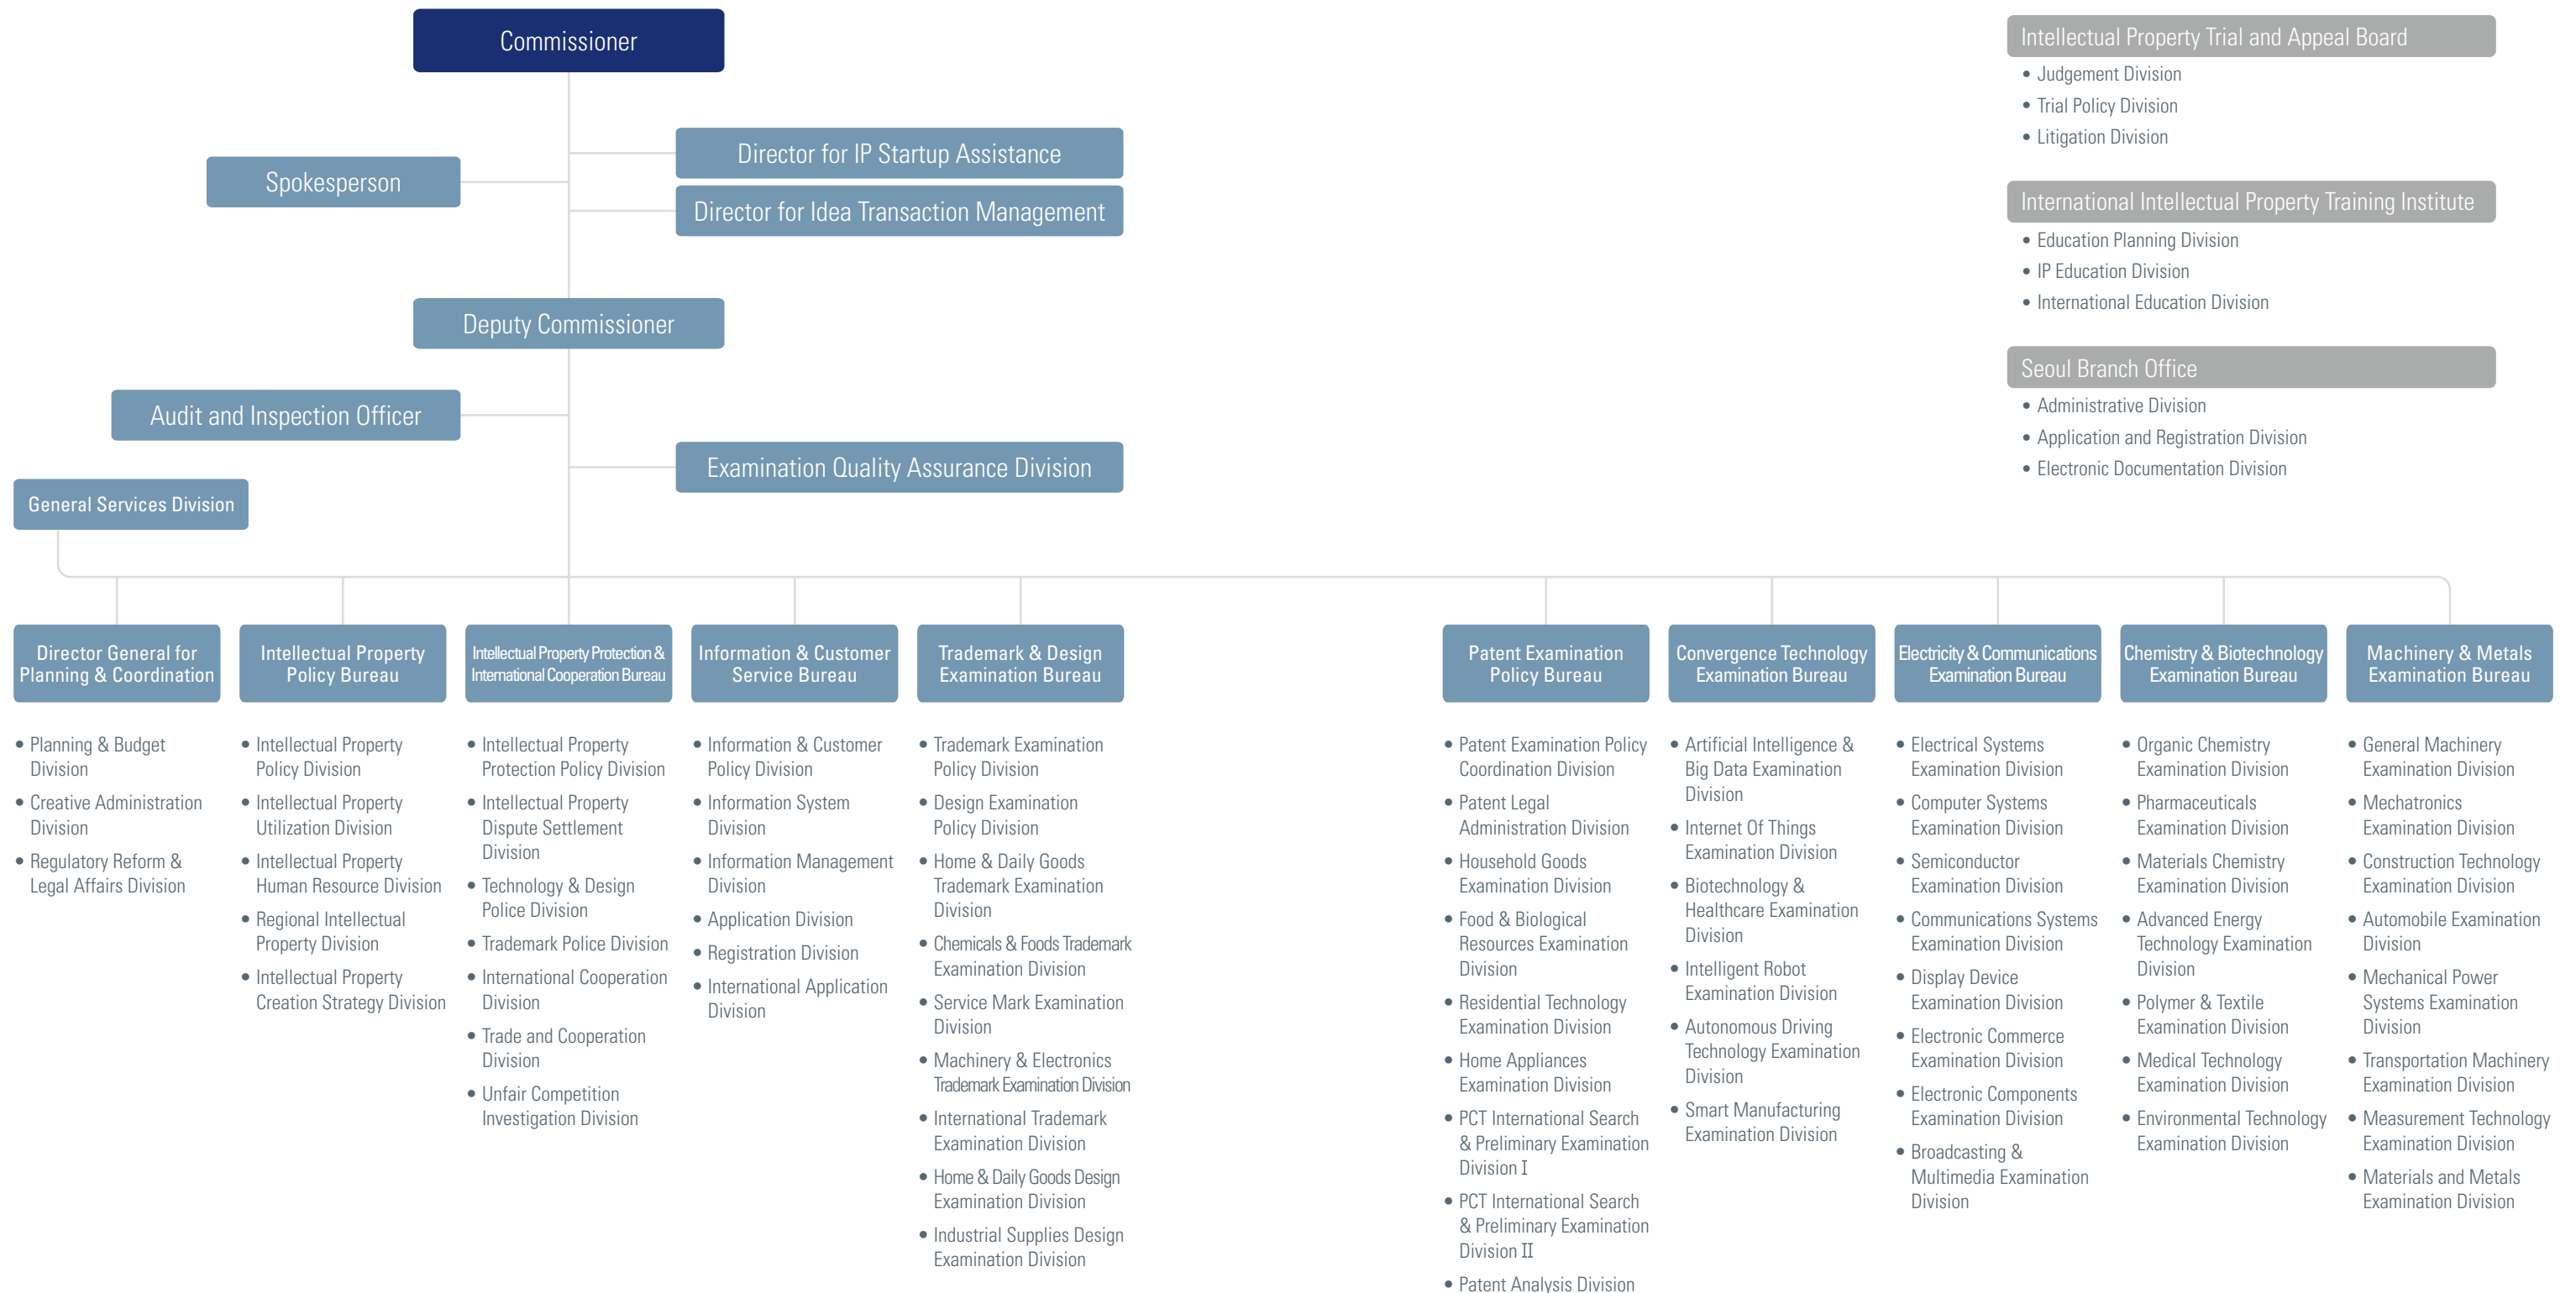 Commissioner
Spokesperson
Director for IP Startup Assistance
Director for Idea Transaction Management
Deputy Commissioner
Audit and Inspection Officer
Examination Quality Assurance Division
General Services Division
Intellectual Property Trial and Appeal Board
• Judgement Division
• Trial Policy Division
• Litigation Division
International Intellectual Property Training Institute
• Education Planning Division
• IP Education Division
• International Education Division
Seoul Branch Office
• Administrative Division
• Application and Registration Division
• Electronic Documentation Division
Director General for
Planning & Coordination
• Planning & Budget
Division
• Creative Administration
Division
• Regulatory Reform &
Legal Affairs Division
Intellectual Property
Policy Bureau
• Intellectual Property
Policy Division
• Intellectual Property
Utilization Division
• Intellectual Property
Human Resource Division
• Regional Intellectual
Property Division
• Intellectual Property
Creation Strategy Division
Intellectual Property Protection &
International Cooperation Bureau
• Intellectual Property
Protection Policy Division
• Intellectual Property
Dispute Settlement
Division
• Technology & Design
Police Division
• Trademark Police Division
• International Cooperation
Division
• Trade and Cooperation
Division
• Unfair Competition
Investigation Division
Information & Customer
Service Bureau
• Information & Customer
Policy Division
• Information System
Division
• Information Management
Division
• Application Division
• Registration Division
• International Application
Division
Trademark & Design
Examination Bureau
• Trademark Examination
Policy Division
• Design Examination
Policy Division
• Home & Daily Goods
Trademark Examination
Division
• Chemicals & Foods Trademark
Examination Division
• Service Mark Examination
Division
• Machinery & Electronics
Trademark Examination Division
• International Trademark
Examination Division
• Home & Daily Goods Design
Examination Division
• Industrial Supplies Design
Examination Division
Patent Examination
Policy Bureau
• Patent Examination Policy
Coordination Division
• Patent Legal
Administration Division
• Household Goods
Examination Division
• Food & Biological
Resources Examination
Division
• Residential Technology
Examination Division
• Home Appliances
Examination Division
• PCT International Search
& Preliminary Examination
Division I
• PCT International Search
& Preliminary Examination
Division II
• Patent Analysis Division
Convergence Technology
Examination Bureau
• Artificial Intelligence &
Big Data Examination
Division
• Internet Of Things
Examination Division
• Biotechnology &
Healthcare Examination
Division
• Intelligent Robot
Examination Division
• Autonomous Driving
Technology Examination
Division
• Smart Manufacturing
Examination Division
Electricity & Communications
Examination Bureau
• Electrical Systems
Examination Division
• Computer Systems
Examination Division
• Semiconductor
Examination Division
• Communications Systems
Examination Division
• Display Device
Examination Division
• Electronic Commerce
Examination Division
• Electronic Components
Examination Division
• Broadcasting &
Multimedia Examination
Division
Chemistry & Biotechnology
Examination Bureau
• Organic Chemistry
Examination Division
• Pharmaceuticals
Examination Division
• Materials Chemistry
Examination Division
• Advanced Energy
Technology Examination
Division
• Polymer & Textile
Examination Division
• Medical Technology
Examination Division
• Environmental Technology
Examination Division
Machinery & Metals
Examination Bureau
• General Machinery
Examination Division
• Mechatronics
Examination Division
• Construction Technology
Examination Division
• Automobile Examination
Division
• Mechanical Power
Systems Examination
Division
• Transportation Machinery
Examination Division
• Measurement Technology
Examination Division
• Materials and Metals
Examination Division